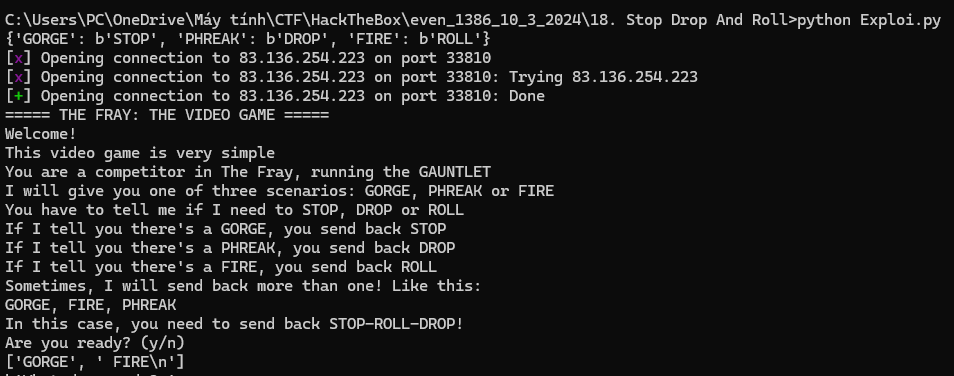 C:\Users\PC\OneDrive\Máy tính\CTF\HackTheBox\even_1386_10_3_2024\18. Stop Drop And Roll>python Exploi.py
{'GORGE': b'STOP', 'PHREAK': b'DROP', 'FIRE': b'ROLL'}
[x] Opening connection to 83.136.254.223 on port 33810
[x] Opening connection to 83.136.254.223 on port 33810: Trying 83.136.254.223
[+] Opening connection to 83.136.254.223 on port 33810: Done
===== THE FRAY: THE VIDEO GAME =====
Welcome!
This video game is very simple
You are a competitor in The Fray, running the GAUNTLET
I will give you one of three scenarios: GORGE, PHREAK or FIRE
You have to tell me if I need to STOP, DROP or ROLL
If I tell you there's a GORGE, you send back STOP
If I tell you there's a PHREAK, you send back DROP
If I tell you there's a FIRE, you send back ROLL
Sometimes, I will send back more than one! Like this:
GORGE, FIRE, PHREAK
In this case, you need to send back STOP-ROLL-DROP!
Are you ready? (y/n)
['GORGE', ' FIRE\n']